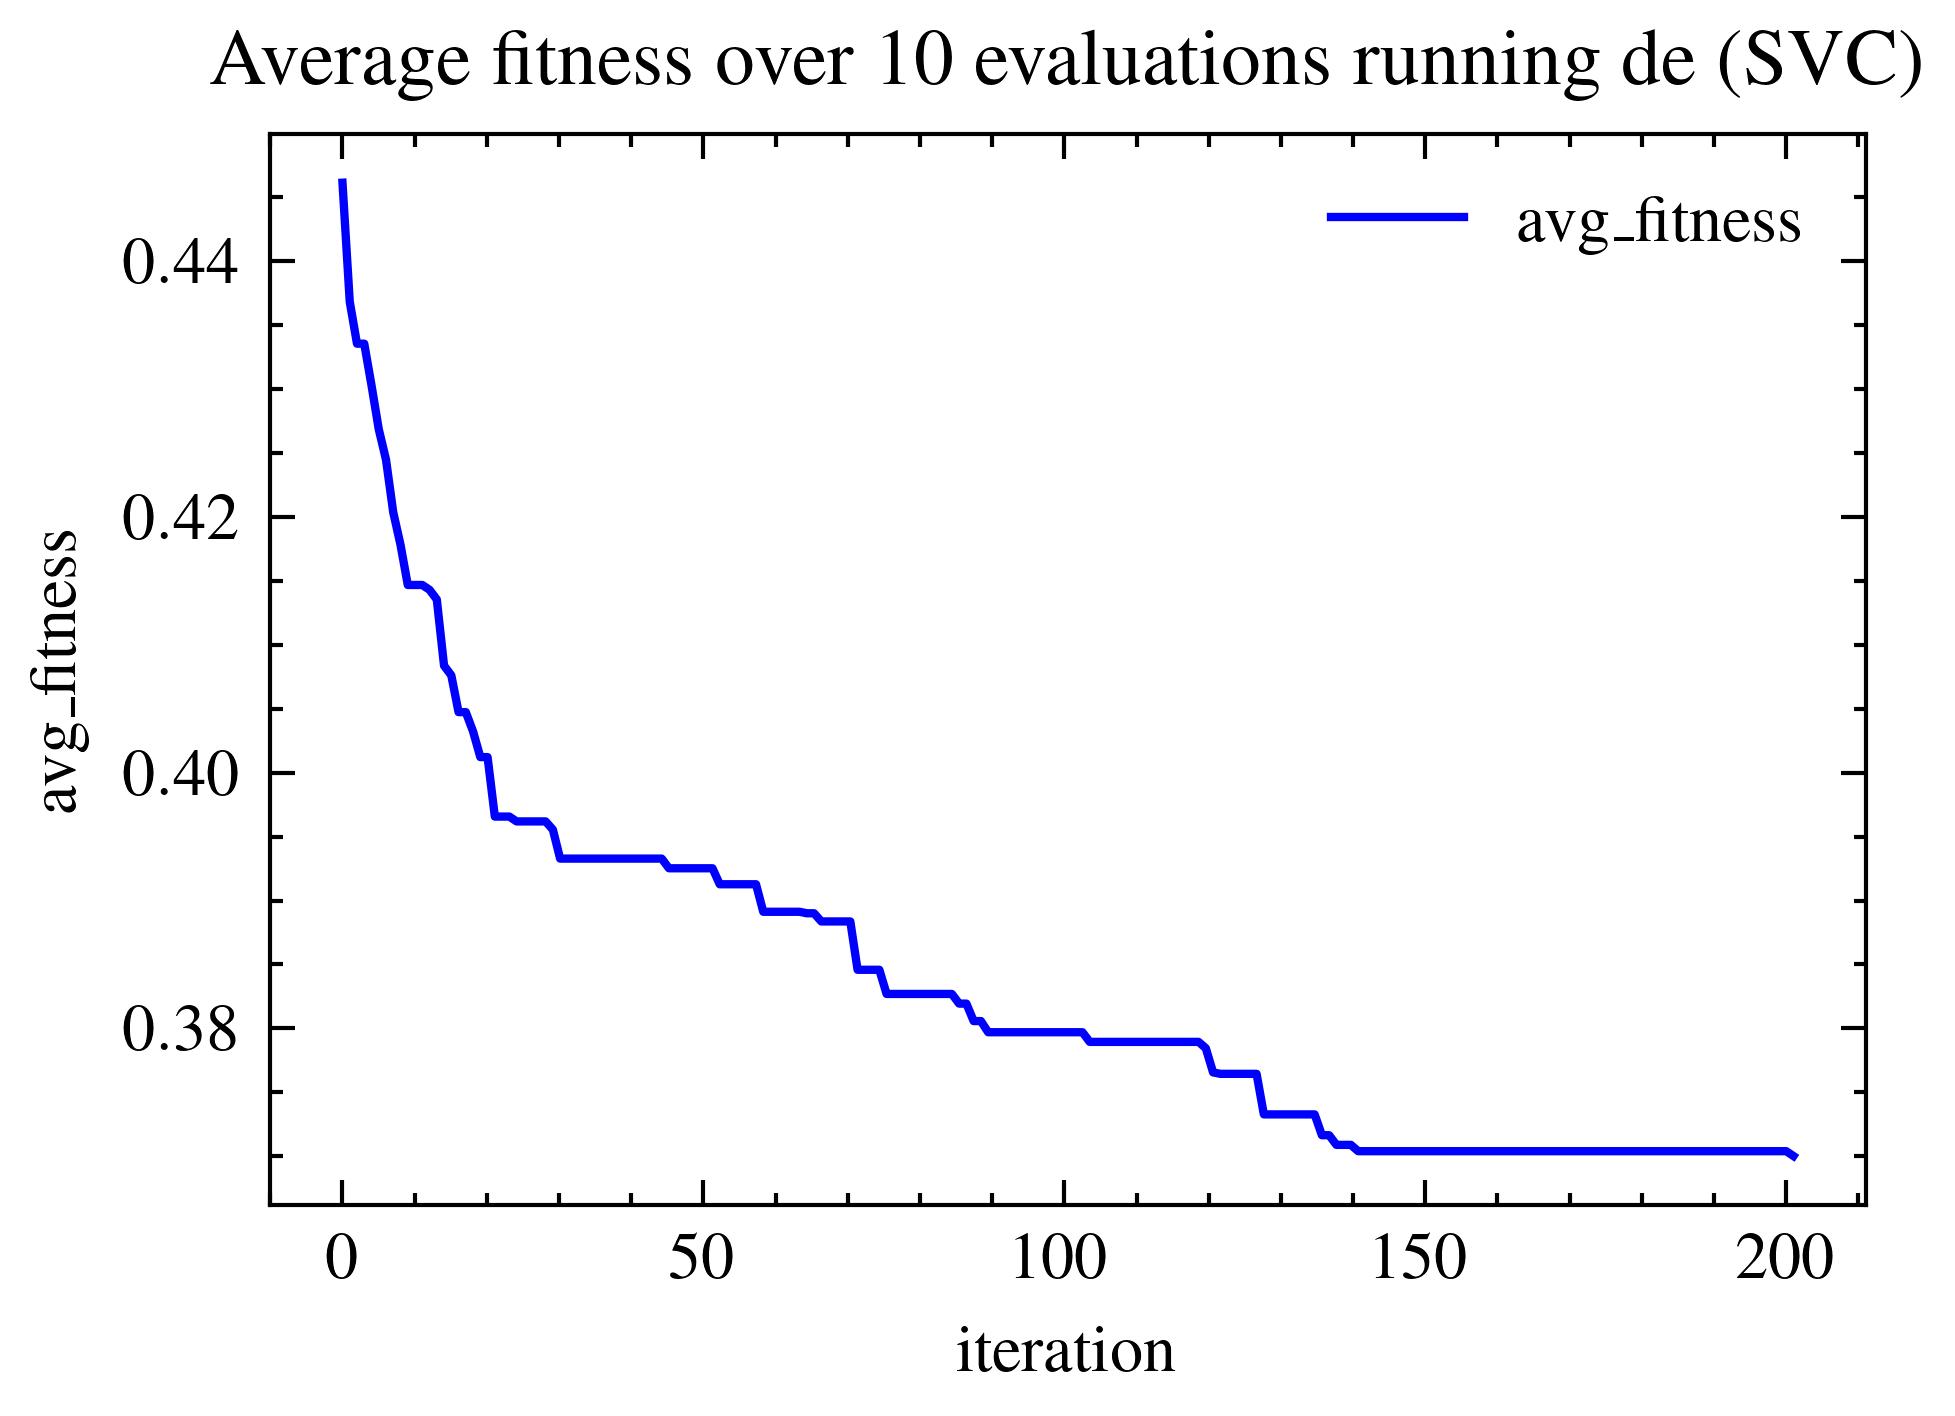 Average fitness over 10 evaluations running de (SVC)
avg_fitness
0.44
0.42
0.40
0.38
avg_fitness
0
50
100
150
200
iteration